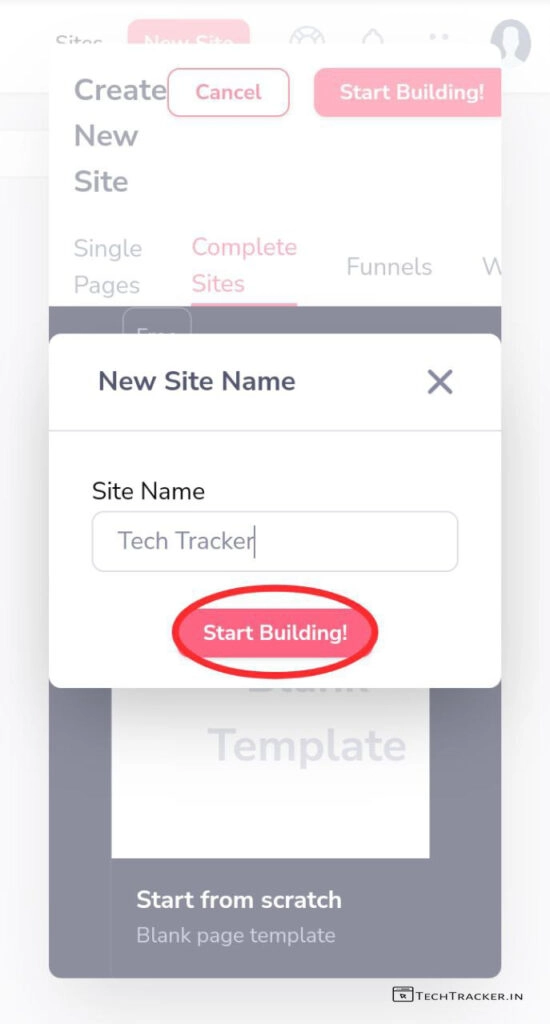 Sites New Site
Create
New
Site
Cancel
Start Building!
Single
Pages
Complete
Sites
Funnels
W
Free
New Site Name
Site Name
Tech Tracker
Start Building!
Blank
Template
Start from scratch
Blank page template
TECHTRACKER.IN